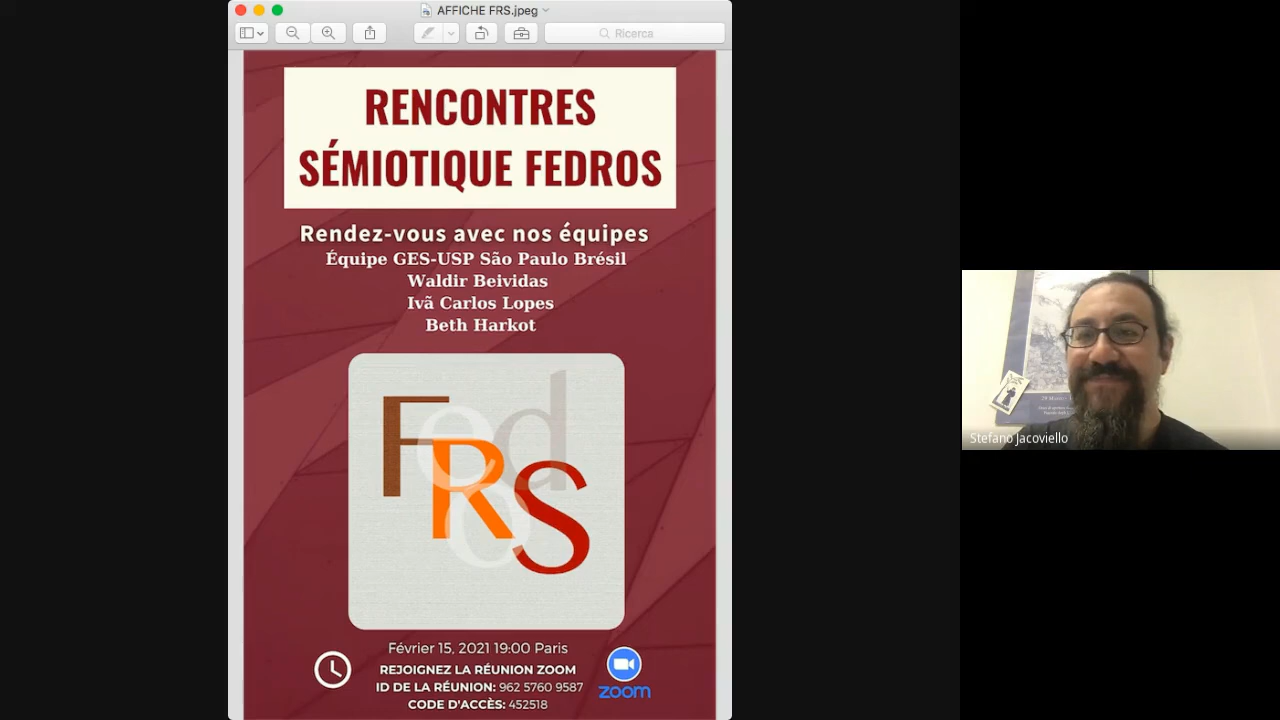 AFFICHE FRS.jpeg
Ricerca
RENCONTRES
SÉMIOTIQUE FEDROS
Rendez-vous avec nos équipes
Équipe GES-USP São Paulo Brésil
Waldir Beividas
Ivã Carlos Lopes
Beth Harkot
Fed
RoS
Février 15, 2021 19:00 Paris
REJOIGNEZ LA RÉUNION ZOOM
ID DE LA RÉUNION: 962 5760 9587
CODE D'ACCÈS: 452518
zoom
Stefano Jacoviello